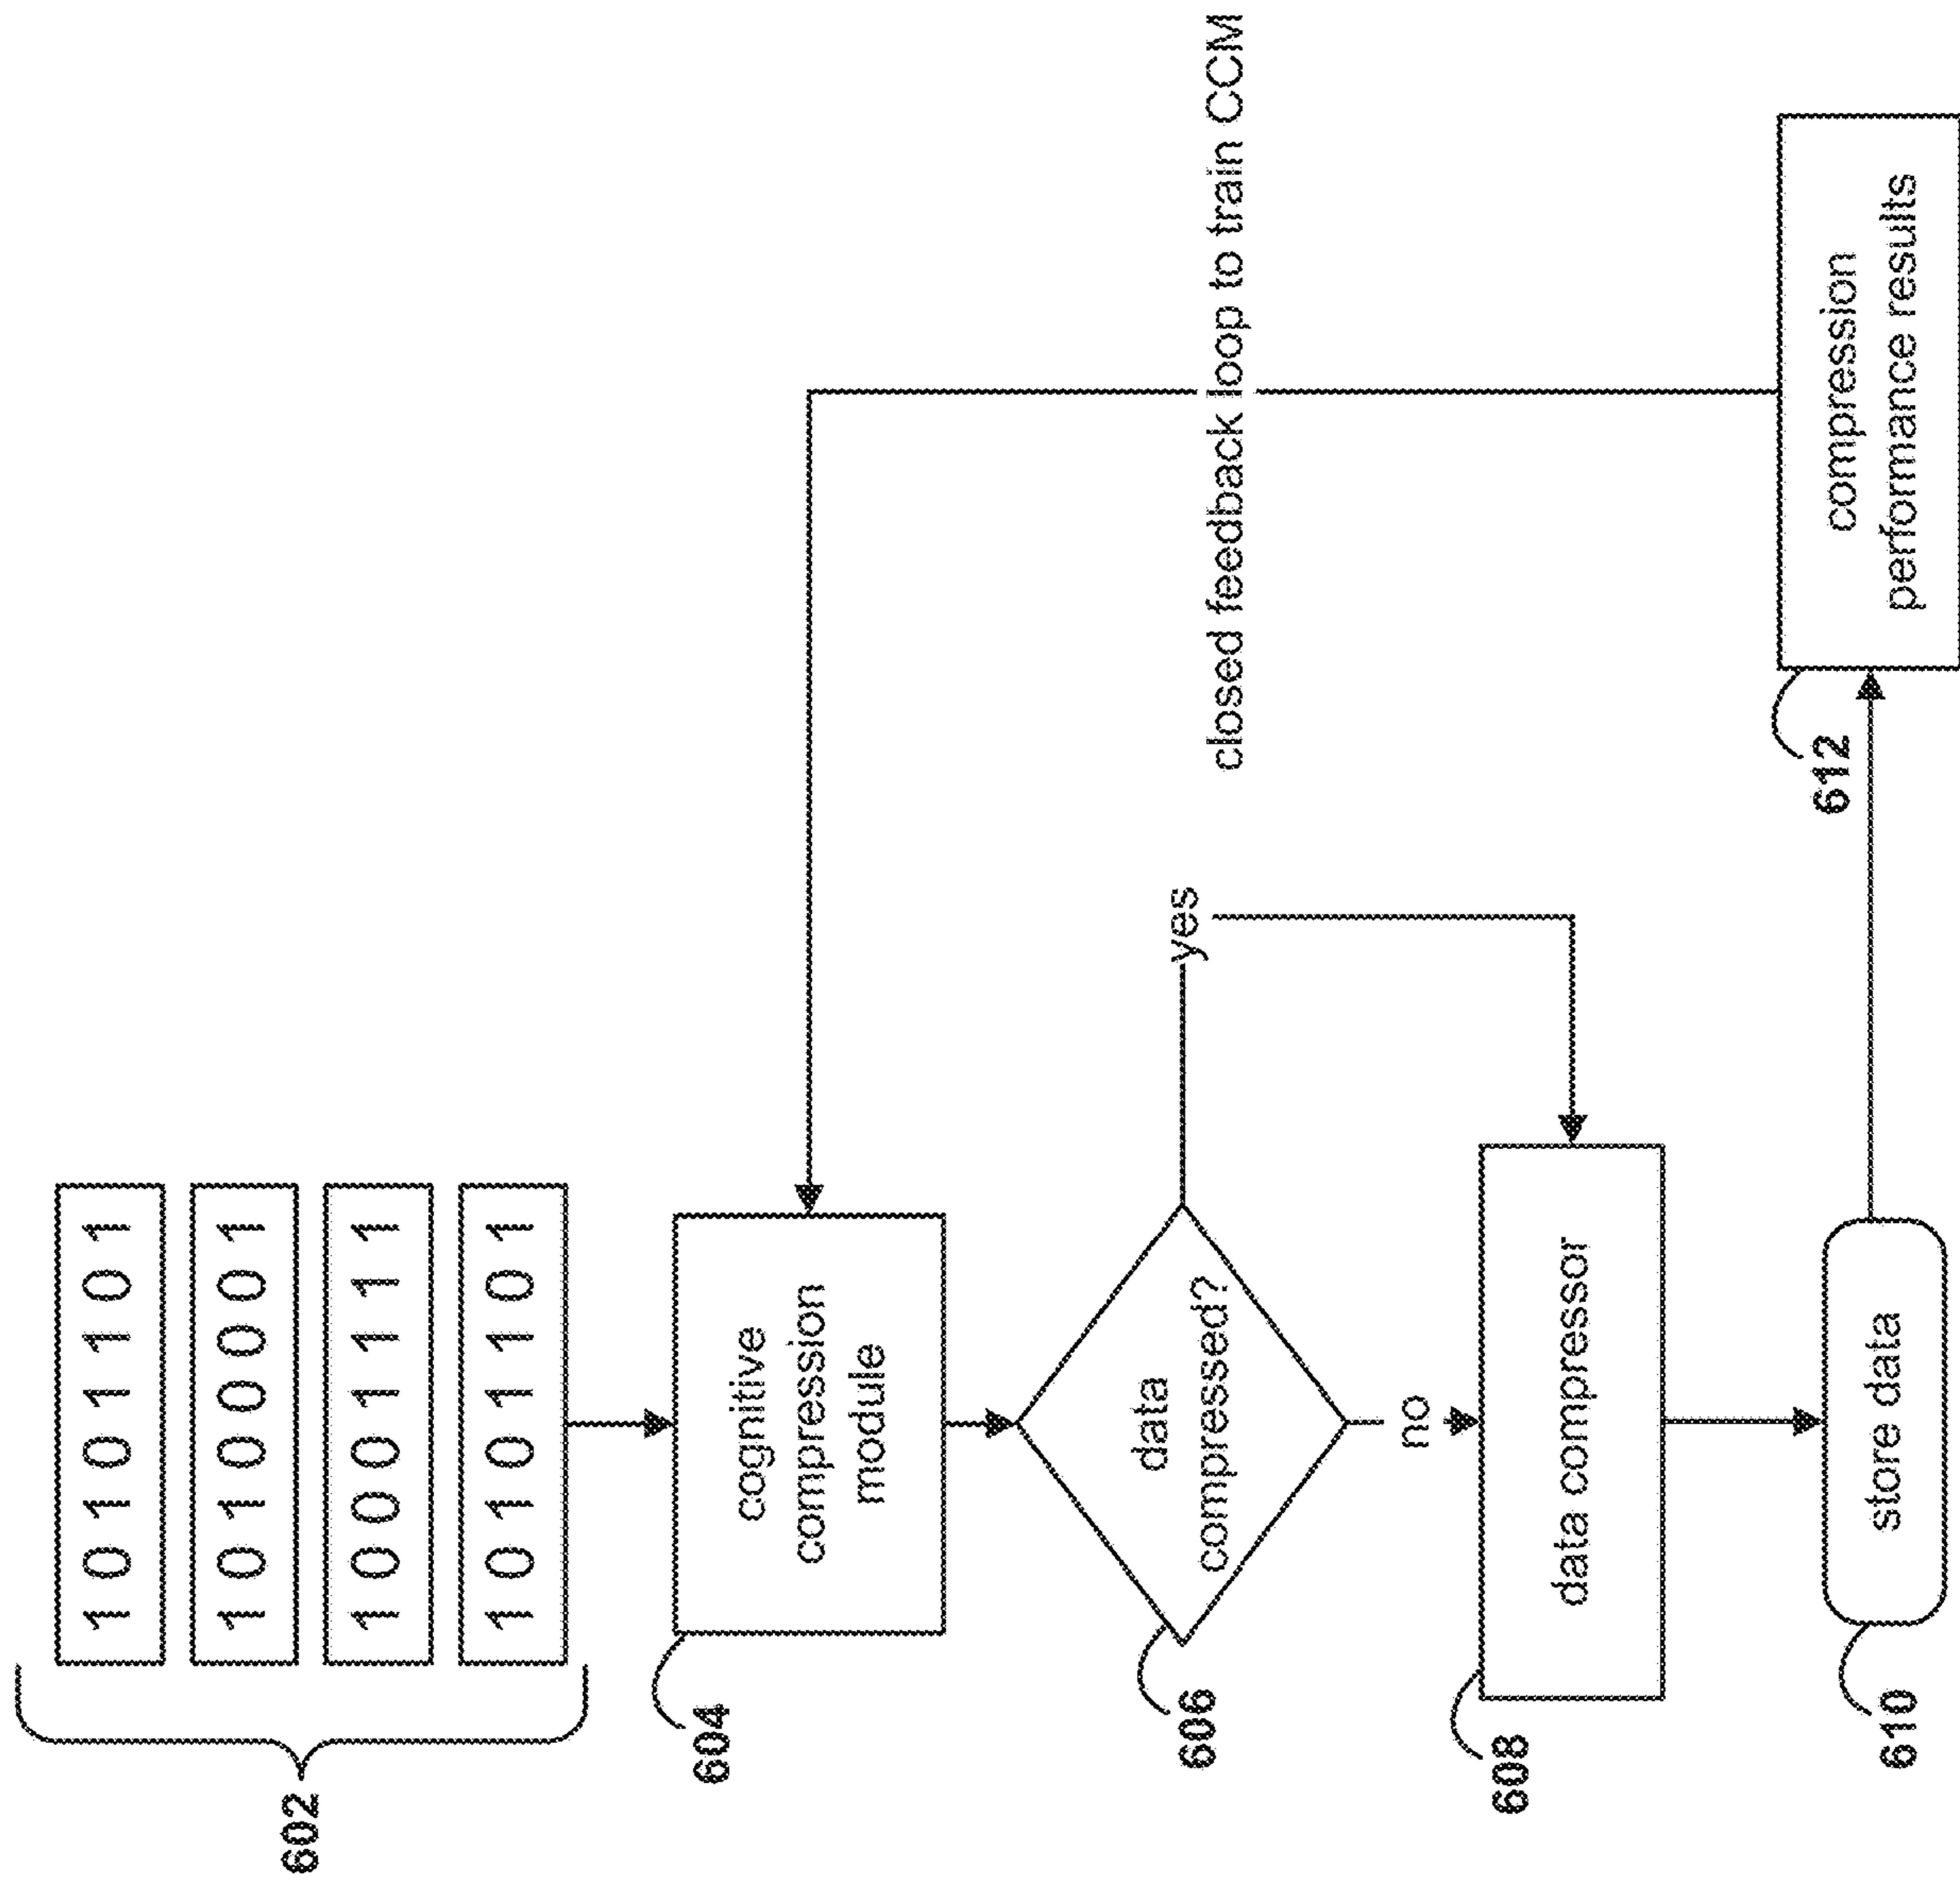 602
1 0 1 0 1 1 0 1
1 0 1 0 0 0 0 1
1 0 0 0 1 1 1 1
1 0 1 0 1 1 0 1
604
cognitive
compression
module
606
data
compressed?
yes
no
closed feedback loop to train CCM
608
data compressor
610
store data
612
compression
performance results